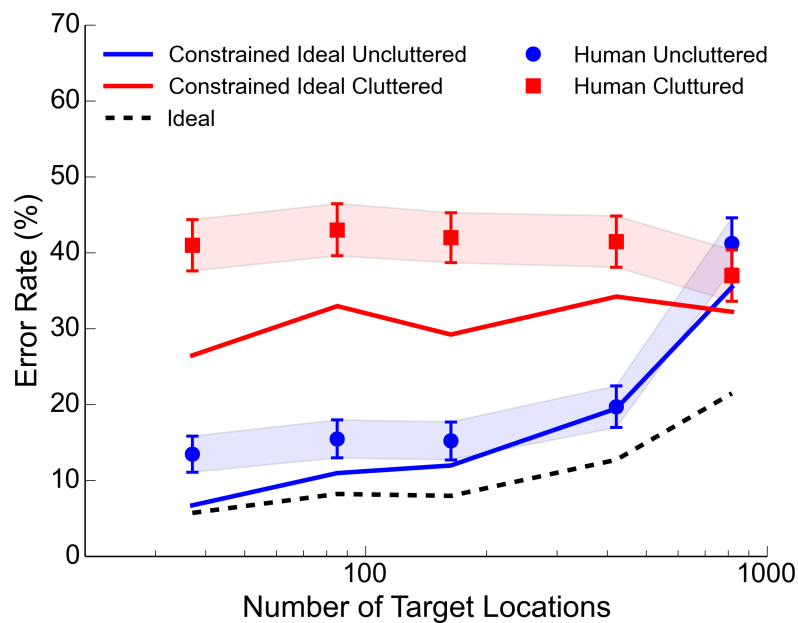 70
60
50
40
30
20
10
0
Error Rate (%)
Constrained Ideal Uncluttered
Constrained Ideal Cluttered
Ideal
Human Uncluttered
Human Cluttured
100
1000
Number of Target Locations